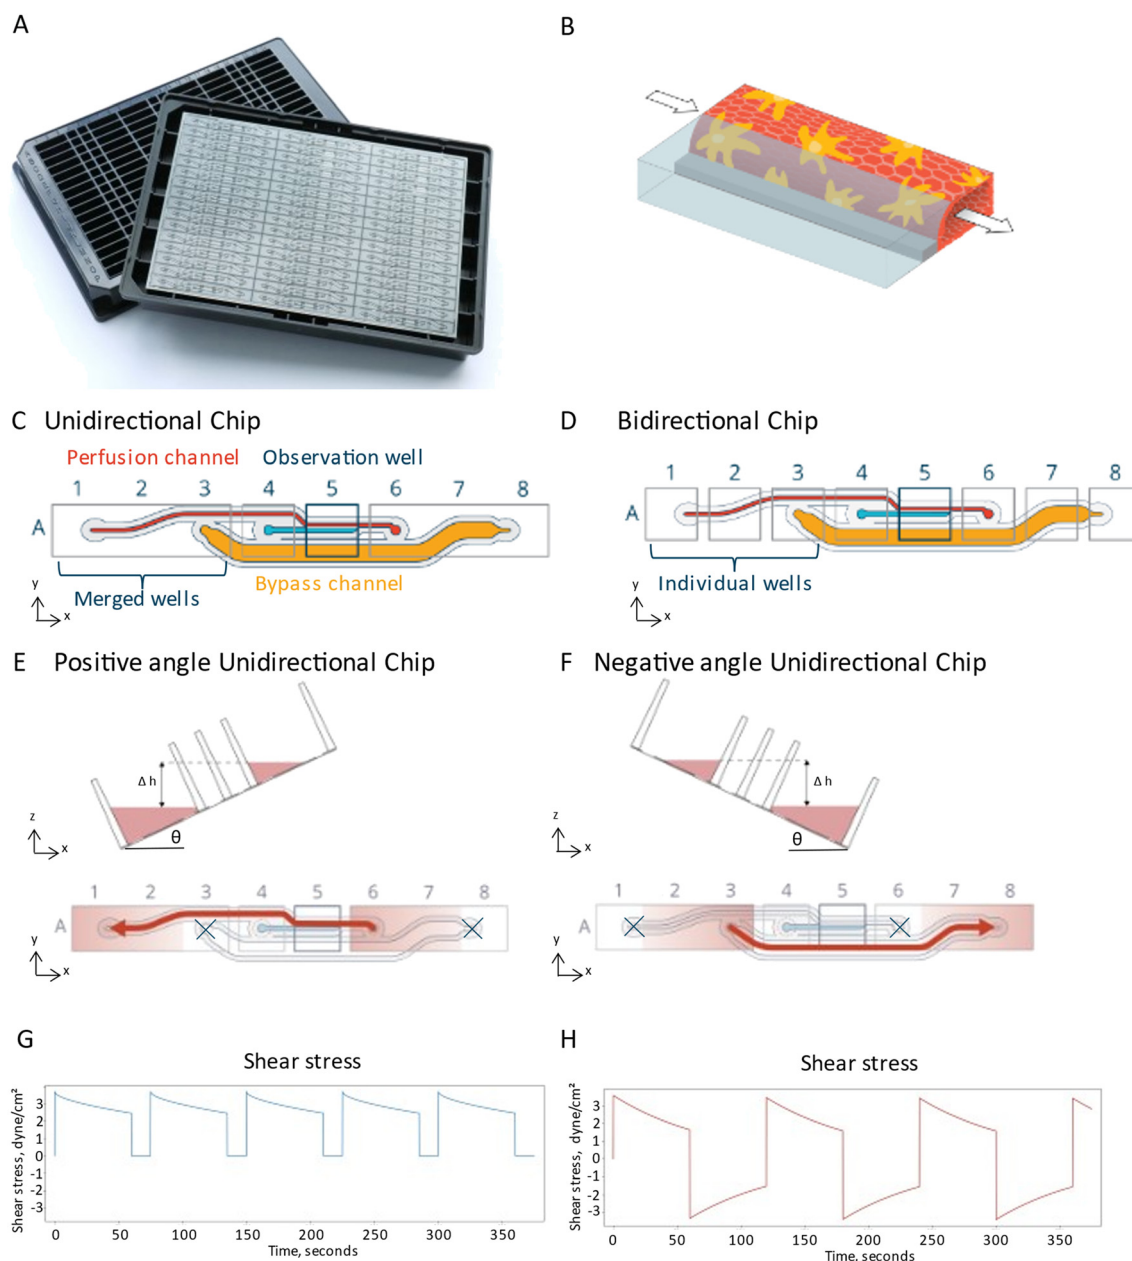 A
B
C Unidirectional Chip
D Bidirectional Chip
Perfusion channel Observation well
1 2 3 4 5 6 7 8
A
Merged wells
Bypass channel
y
x
1 2 3 4 5 6 7 8
A
Individual wells
y
x
E Positive angle Unidirectional Chip
F Negative angle Unidirectional Chip
Δ h
θ
z
x
Δ h
θ
z
x
1 2 3 4 5 6 7 8
A
y
x
1 2 3 4 5 6 7 8
A
y
x
G
Shear stress
Shear stress, dyne/cm²
3
2
1
0
-1
-2
-3
0 50 100 150 200 250 300 350
Time, seconds
H
Shear stress
Shear stress, dyne/cm²
3
2
1
0
-1
-2
-3
0 50 100 150 200 250 300 350
Time, seconds